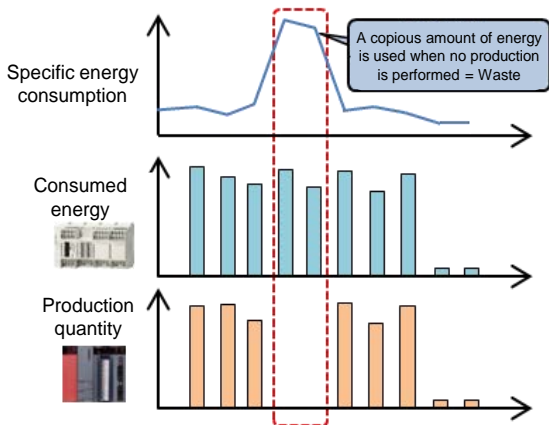 Specific energy
consumption
A copious amount of energy
is used when no production
is performed = Waste
Consumed
energy
Production
quantity